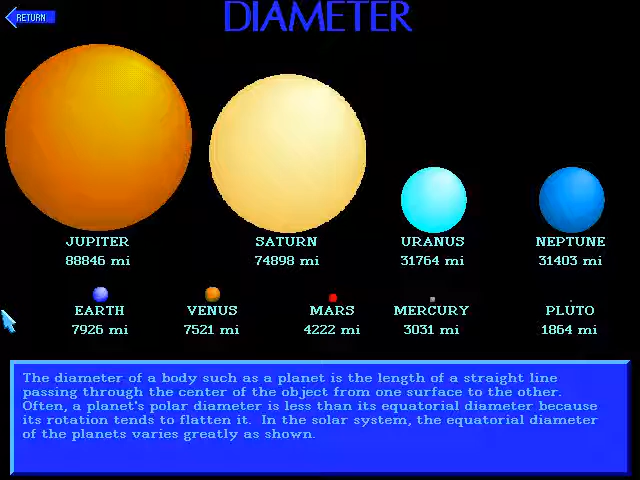 RETURN
DIAMETER
JUPITER
88846 mi
SATURN
74898 mi
URANUS
31764 mi
NEPTUNE
31403 mi
EARTH
7926 mi
VENUS
7521 mi
MARS
4222 mi
MERCURY
3031 mi
PLUTO
1864 mi
The diameter of a body such as a planet is the length of a straight line
passing through the center of the object from one surface to the other.
Often, a planet's polar diameter is less than its equatorial diameter because
its rotation tends to flatten it.  In the solar system, the equatorial diameter
of the planets varies greatly as shown.